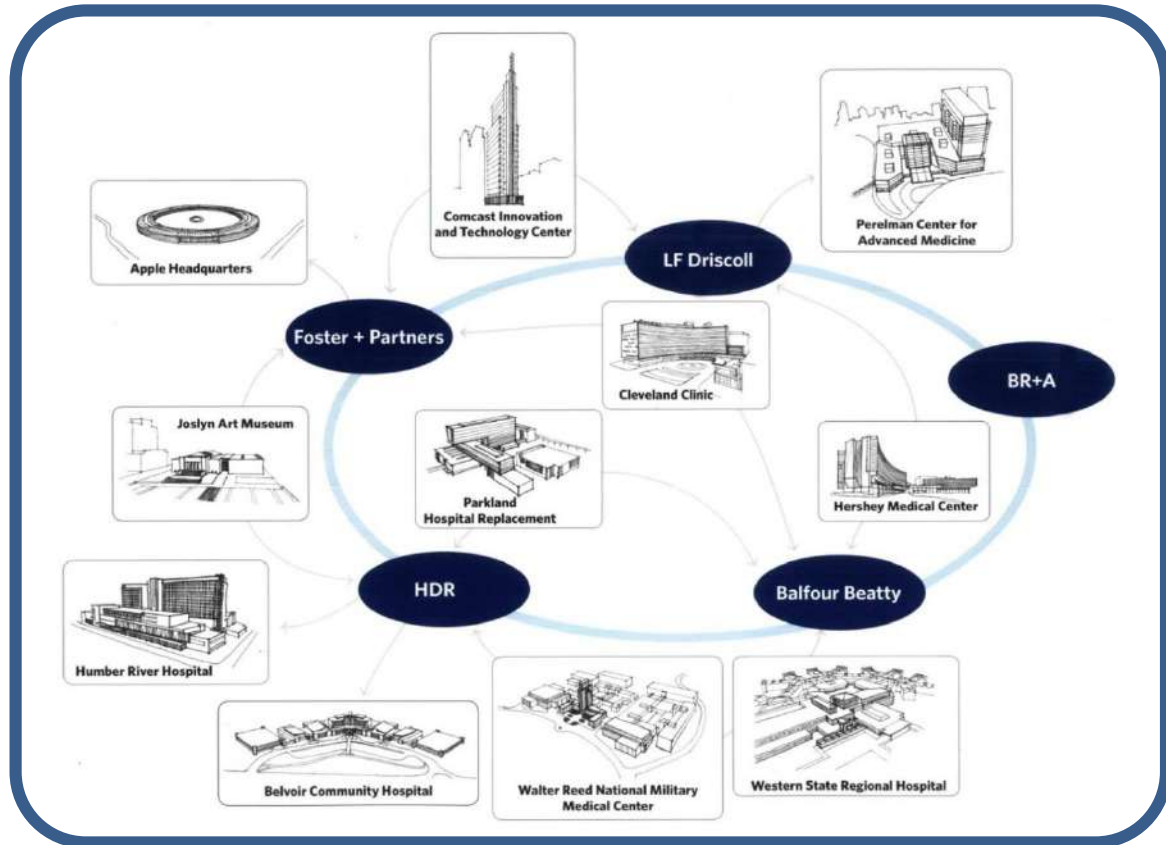 Comcast Innovation
and Technology Center
Perelman Center for
Advanced Medicine
Apple Headquarters
LF Driscoll
Foster + Partners
BR+A
Cleveland Clinic
Joslyn Art Museum
Parkland
Hospital Replacement
Hershey Medical Center
HDR
Balfour Beatty
Humber River Hospital
Belvoir Community Hospital
Walter Reed National Military
Medical Center
Western State Regional Hospital